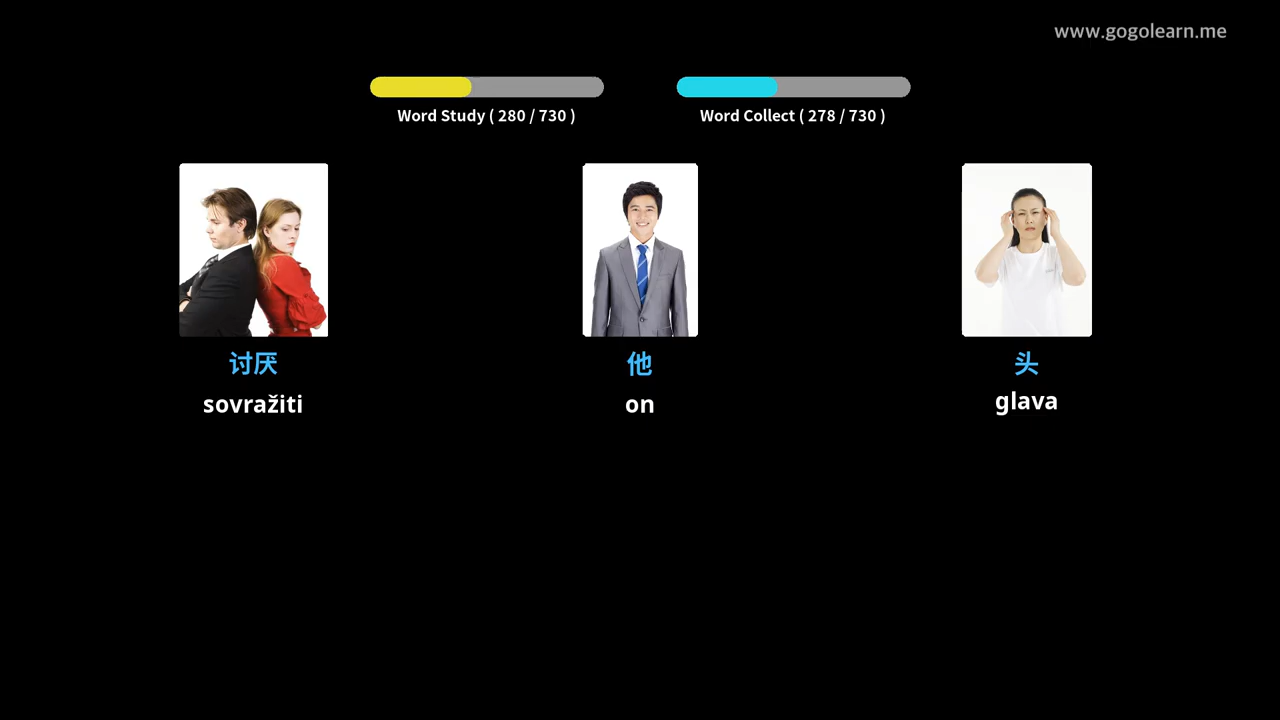 www.gogolearn.me
Word Study ( 280 / 730 )
Word Collect ( 278 / 730 )
讨厌
sovražiti
他
on
头
glava